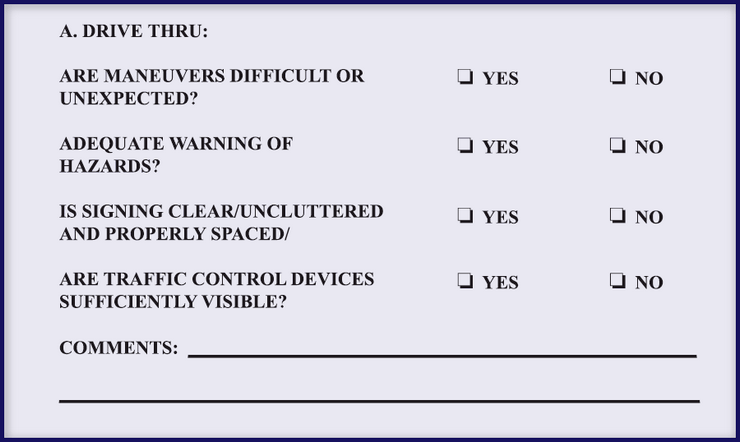 A. DRIVE THRU:
ARE MANEUVERS DIFFICULT OR ❏ YES ❏ NO
UNEXPECTED?
ADEQUATE WARNING OF ❏ YES ❏ NO
HAZARDS?
IS SIGNING CLEAR/UNCLUTTERED ❏ YES ❏ NO
AND PROPERLY SPACED/
ARE TRAFFIC CONTROL DEVICES ❏ YES ❏ NO
SUFFICIENTLY VISIBLE?
COMMENTS: